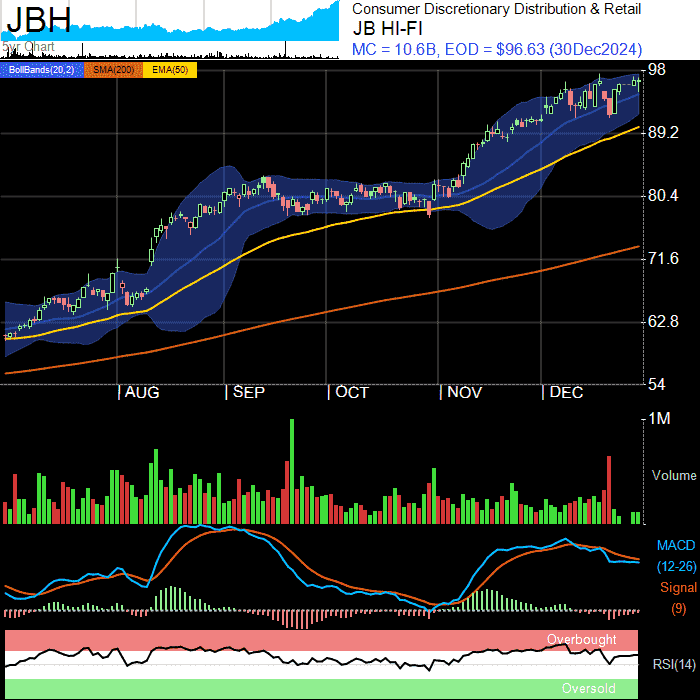 JBH
5yr Chart
Consumer Discretionary Distribution & Retail
JB HI-FI
MC = 10.6B, EOD = $96.63 (30Dec2024)
BollBands(20,2) SMA(200) EMA(50)
98
89.2
80.4
71.6
62.8
54
AUG SEP OCT NOV DEC
1M
Volume
MACD
(12-26)
Signal
(9)
Overbought
RSI(14)
Oversold